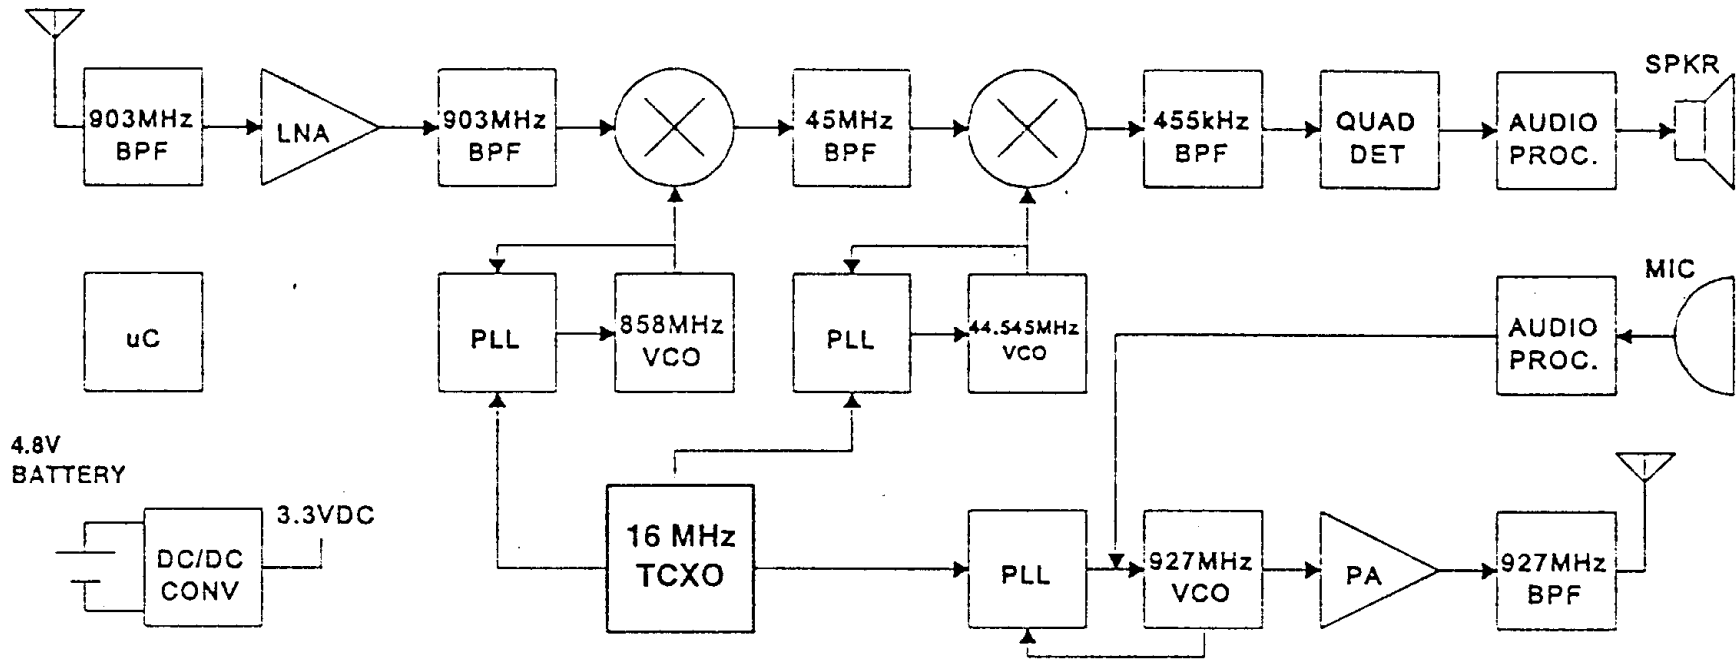 SPKR
903MHz
BPF
LNA
903MHz
BPF
45MHz
BPF
455kHz
BPF
QUAD
DET
AUDIO
PROC.
MIC
uC
PLL
858MHz
VCO
PLL
44.545MHz
VCO
AUDIO
PROC.
4.8V
BATTERY
3.3VDC
DC/DC
CONV
16 MHz
TCXO
PLL
927MHz
VCO
PA
927MHz
BPF